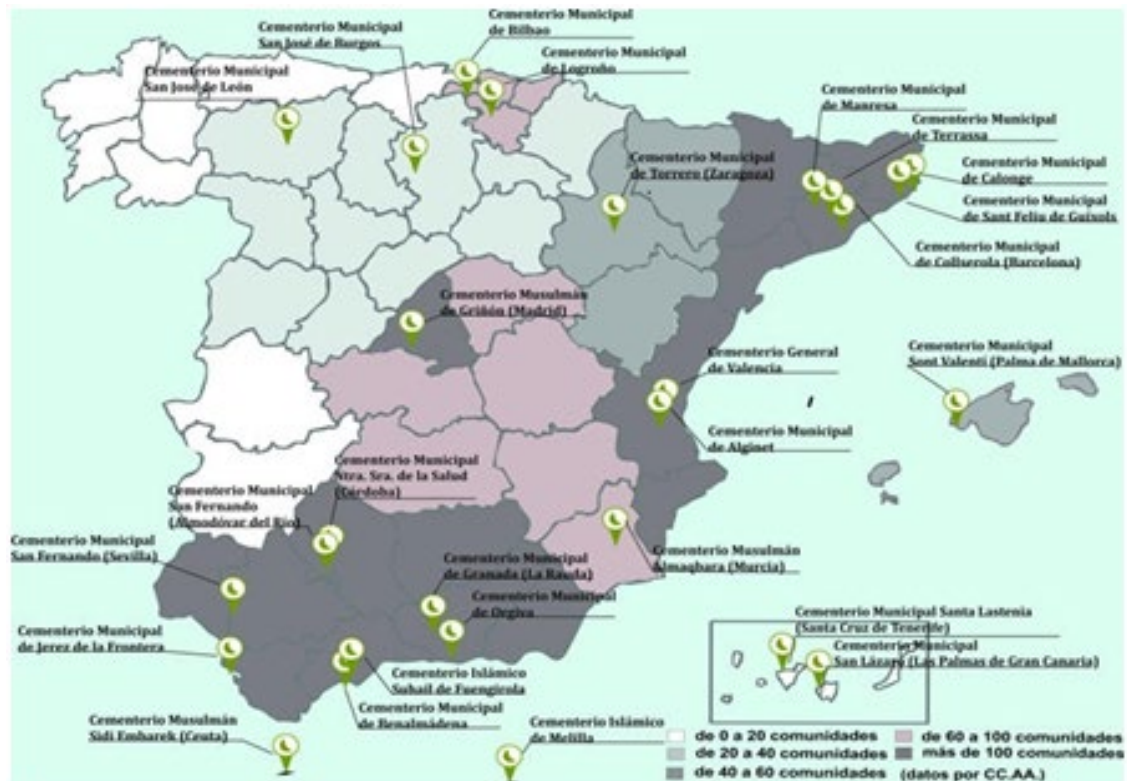 Cementerio Municipal
de Bilbao
Cementerio Municipal
San José de Burgos
Cementerio Municipal
de Logroño
Cementerio Municipal
San José de León
Cementerio Municipal
de Manresa
Cementerio Municipal
de Terrassa
Cementerio Municipal
de Torrero (Zaragoza)
Cementerio Municipal
de Calonge
Cementerio Municipal
de Sant Feliu de Guíxols
Cementerio Municipal
de Collserola (Barcelona)
Cementerio Musulmán
de Griñón (Madrid)
Cementerio General
de Valencia
Cementerio Municipal
Sont Valentí (Palma de Mallorca)
Cementerio Municipal
de Alginet
Cementerio Municipal
Ntra. Sra. de la Salud
(Córdoba)
Cementerio Municipal
San Fernando
(Almodóvar del Río)
Cementerio Municipal
San Fernando (Sevilla)
Cementerio Musulmán
Almaqbara (Murcia)
Cementerio Municipal
de Granada (La Rauda)
Cementerio Municipal
de Orgiva
Cementerio Municipal
de Jerez de la Frontera
Cementerio Municipal Santa Lastenia
(Santa Cruz de Tenerife)
Cementerio Municipal
San Lázaro (Las Palmas de Gran Canaria)
Cementerio Islámico
Suhail de Fuengirola
Cementerio Municipal
de Benalmádena
Cementerio Musulmán
Sidi Embarek (Ceuta)
Cementerio Islámico
de Melilla
de 0 a 20 comunidades
de 20 a 40 comunidades
de 40 a 60 comunidades
de 60 a 100 comunidades
más de 100 comunidades
(datos por CC.AA.)